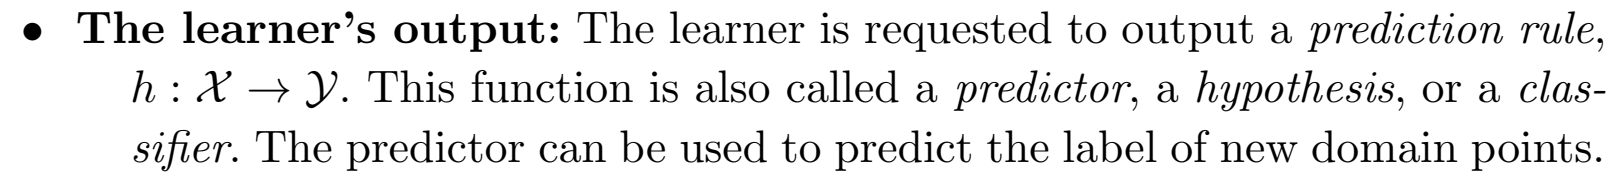 • The learner's output: The learner is requested to output a prediction rule,
h : 𝒳 → 𝒴. This function is also called a predictor, a hypothesis, or a clas-
sifier. The predictor can be used to predict the label of new domain points.